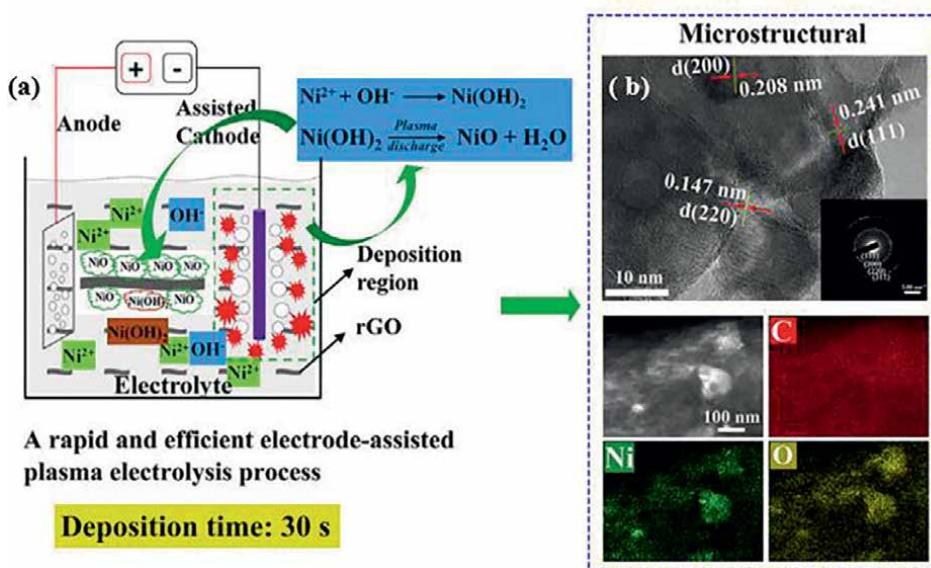 (a)
+ -
Anode
Assisted
Cathode
Ni²⁺ + OH⁻ → Ni(OH)₂
Ni(OH)₂ Plasma discharge → NiO + H₂O
Ni²⁺
OH⁻
Ni²⁺
NiO NiO NiO NiO
NiO Ni(OH)₂ NiO
Ni(OH)₂
Ni²⁺ OH⁻
Ni²⁺
Ni²⁺
Electrolyte
Deposition
region
rGO
A rapid and efficient electrode-assisted
plasma electrolysis process
Deposition time: 30 s
Microstructural
(b)
d(200)
0.208 nm
0.241 nm
d(111)
0.147 nm
d(220)
10 nm
(111)
(200)
(220)
100 nm
C
Ni
O